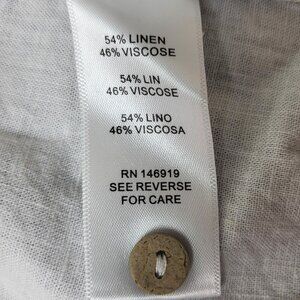 54% LINEN
46% VISCOSE
54% LIN
46% VISCOSE
54% LINO
46% VISCOSA
RN 146919
SEE REVERSE
FOR CARE